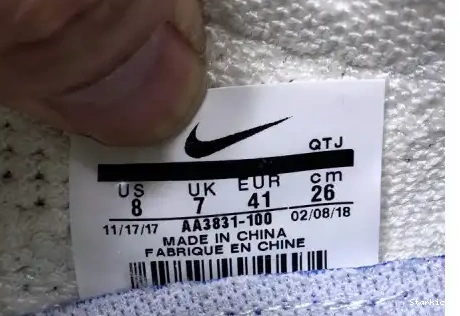 QTJ
US UK EUR cm
8 7 41 26
11/17/17 AA3831-100 02/08/18
MADE IN CHINA
FABRIQUE EN CHINE